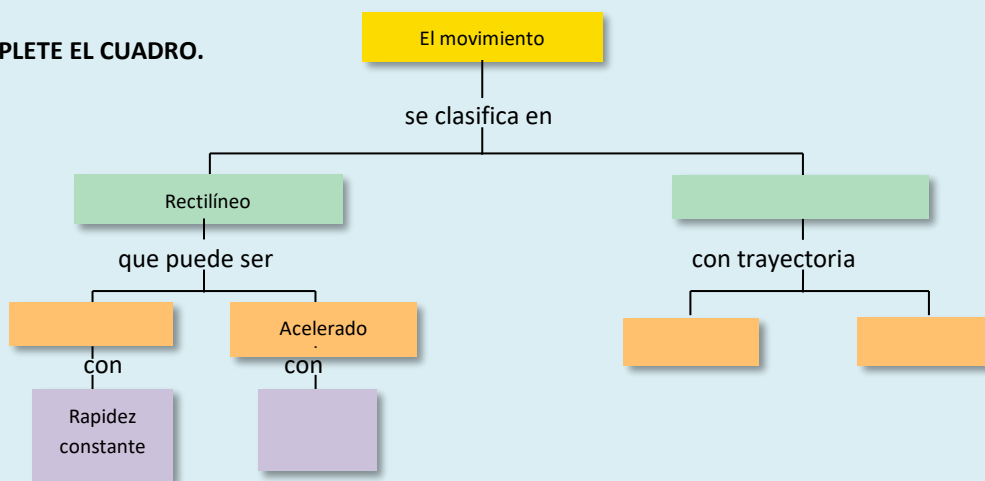 PLETE EL CUADRO.
El movimiento
se clasifica en
Rectilíneo
que puede ser
con trayectoria
Acelerado
con
con
Rapidez
constante